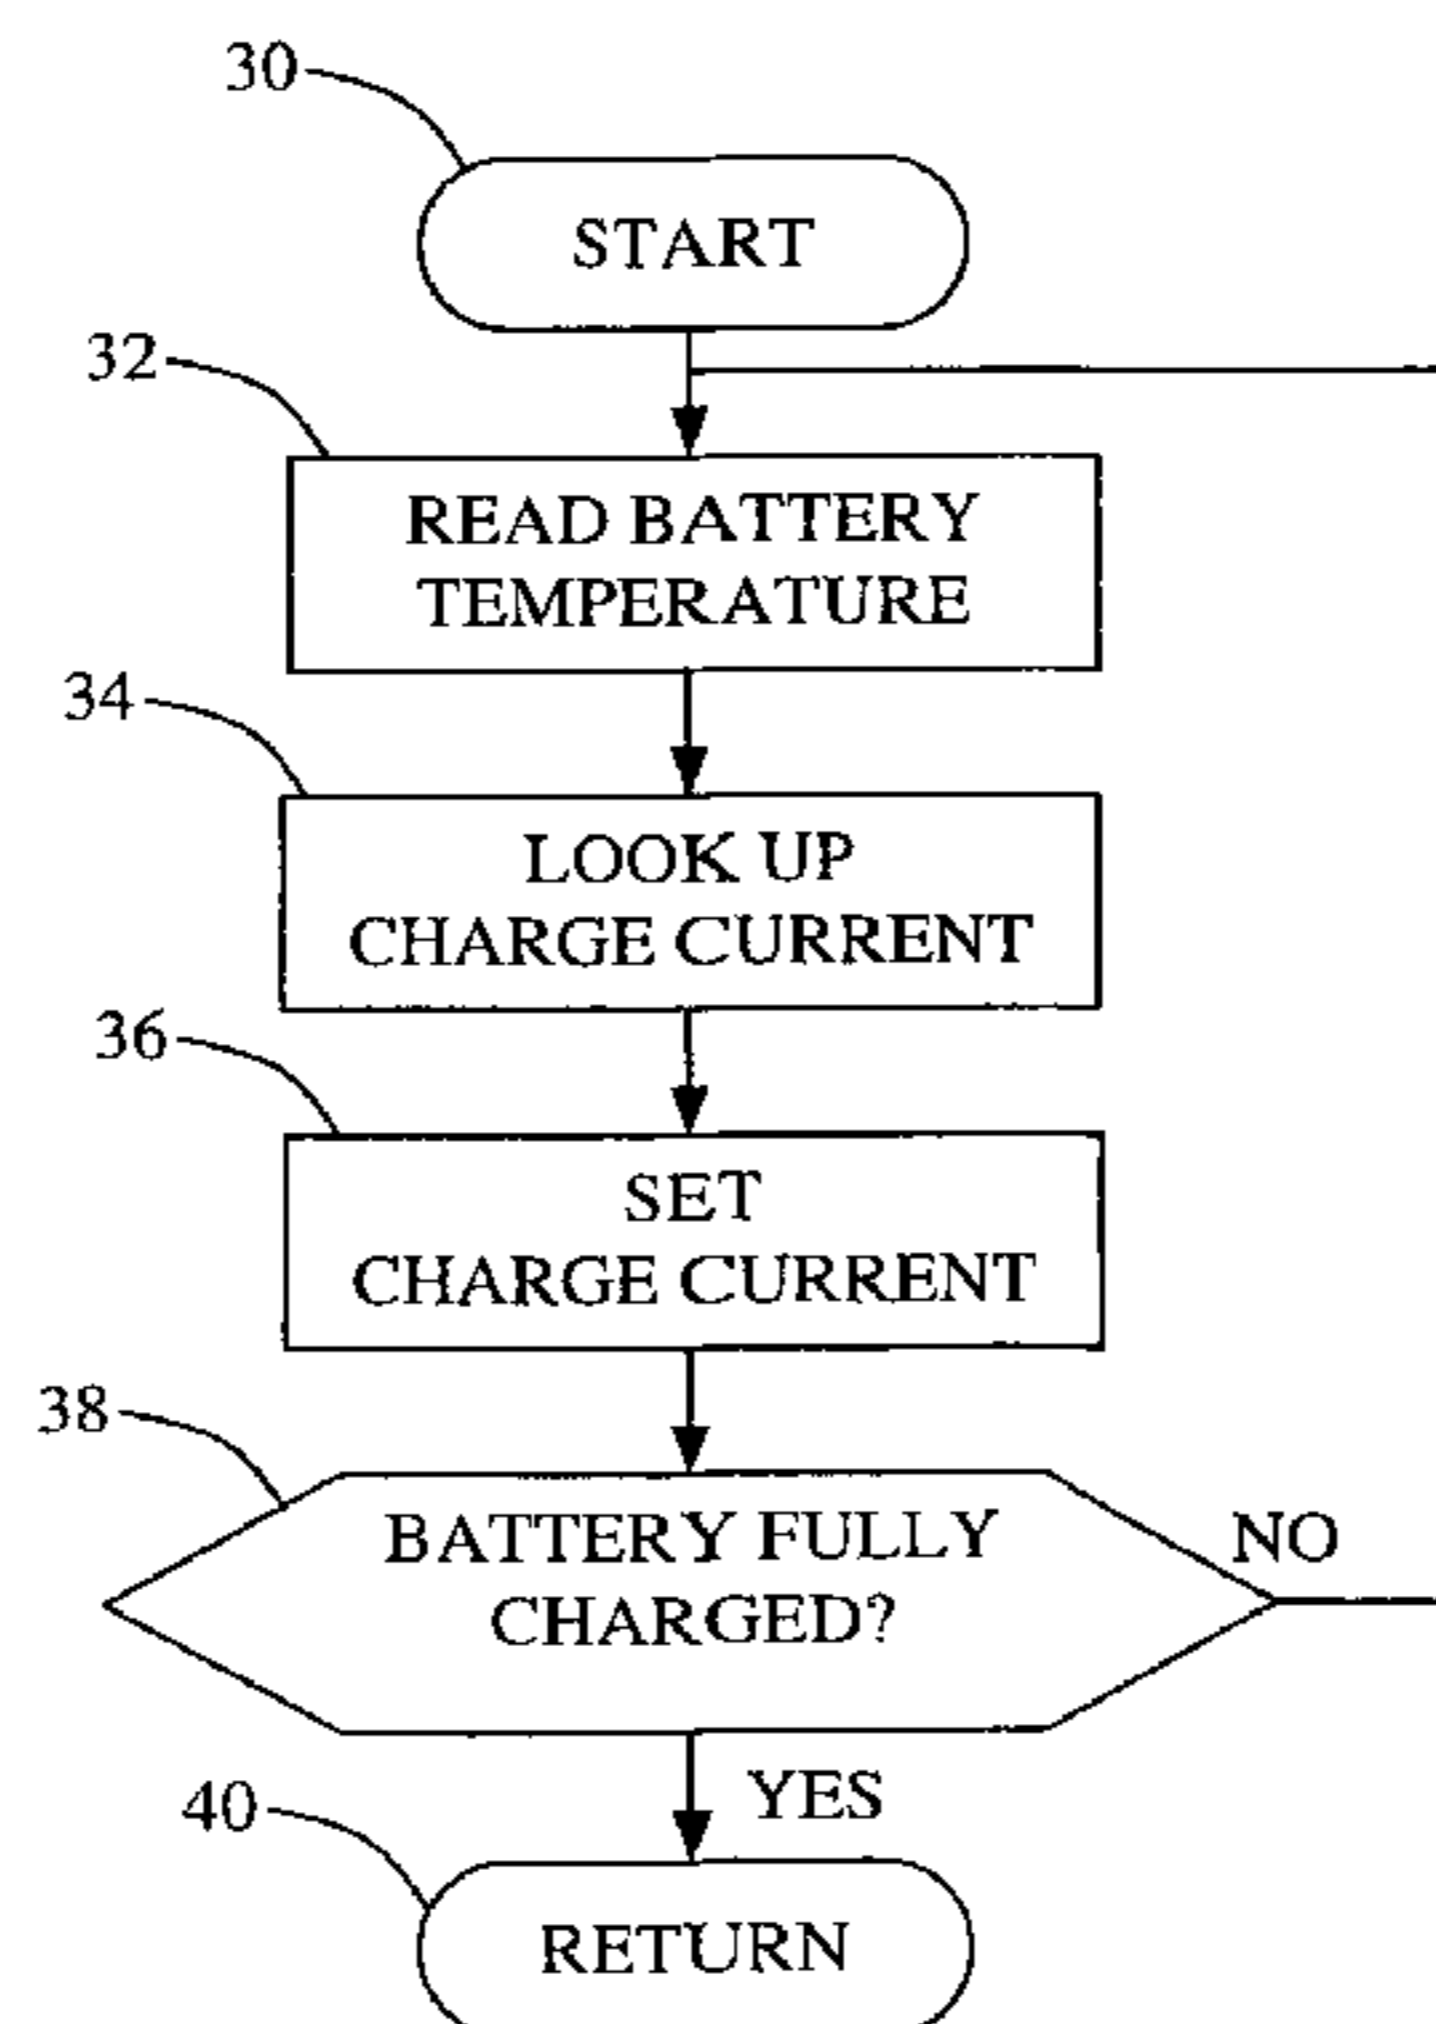 30
START
32
READ BATTERY
TEMPERATURE
34
LOOK UP
CHARGE CURRENT
36
SET
CHARGE CURRENT
38
BATTERY FULLY
CHARGED?
NO
YES
40
RETURN